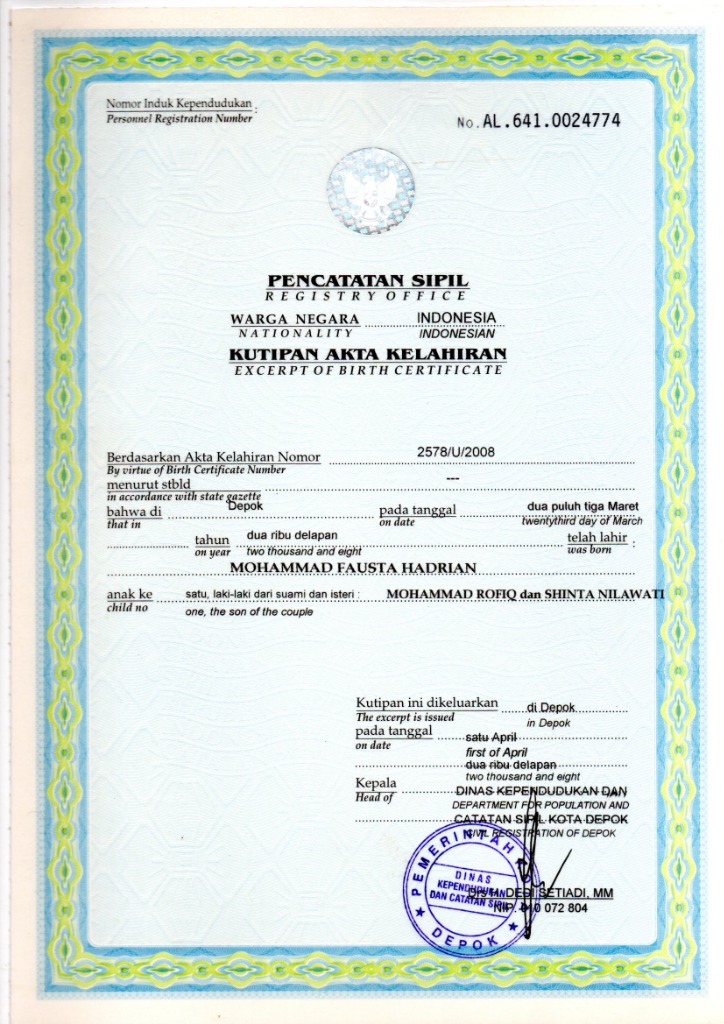 Nomor Induk Kependudukan :
Personnel Registration Number
No. AL.641.0024774
PENCATATAN SIPIL
REGISTRY OFFICE
WARGA NEGARA INDONESIA
NATIONALITY INDONESIAN
KUTIPAN AKTA KELAHIRAN
EXCERPT OF BIRTH CERTIFICATE
Berdasarkan Akta Kelahiran Nomor 2578/U/2008
By virtue of Birth Certificate Number
menurut stbld ---
in accordance with state gazette
bahwa di Depok pada tanggal dua puluh tiga Maret
that in on date twentythird day of March
tahun dua ribu delapan telah lahir :
on year two thousand and eight was born
MOHAMMAD FAUSTA HADRIAN
anak ke satu, laki-laki dari suami dan isteri : MOHAMMAD ROFIQ dan SHINTA NILAWATI
child no one, the son of the couple
Kutipan ini dikeluarkan di Depok
The excerpt is issued in Depok
pada tanggal satu April
on date first of April
dua ribu delapan
two thousand and eight
Kepala DINAS KEPENDUDUKAN DAN
Head of DEPARTMENT FOR POPULATION AND
CATATAN SIPIL KOTA DEPOK
CIVIL REGISTRATION OF DEPOK
PEMERINTAH
DINAS
KEPENDUDUKAN
DAN CATATAN SIPIL
DEPOK
DEDI SETIADI, MM
NIP. 072 804